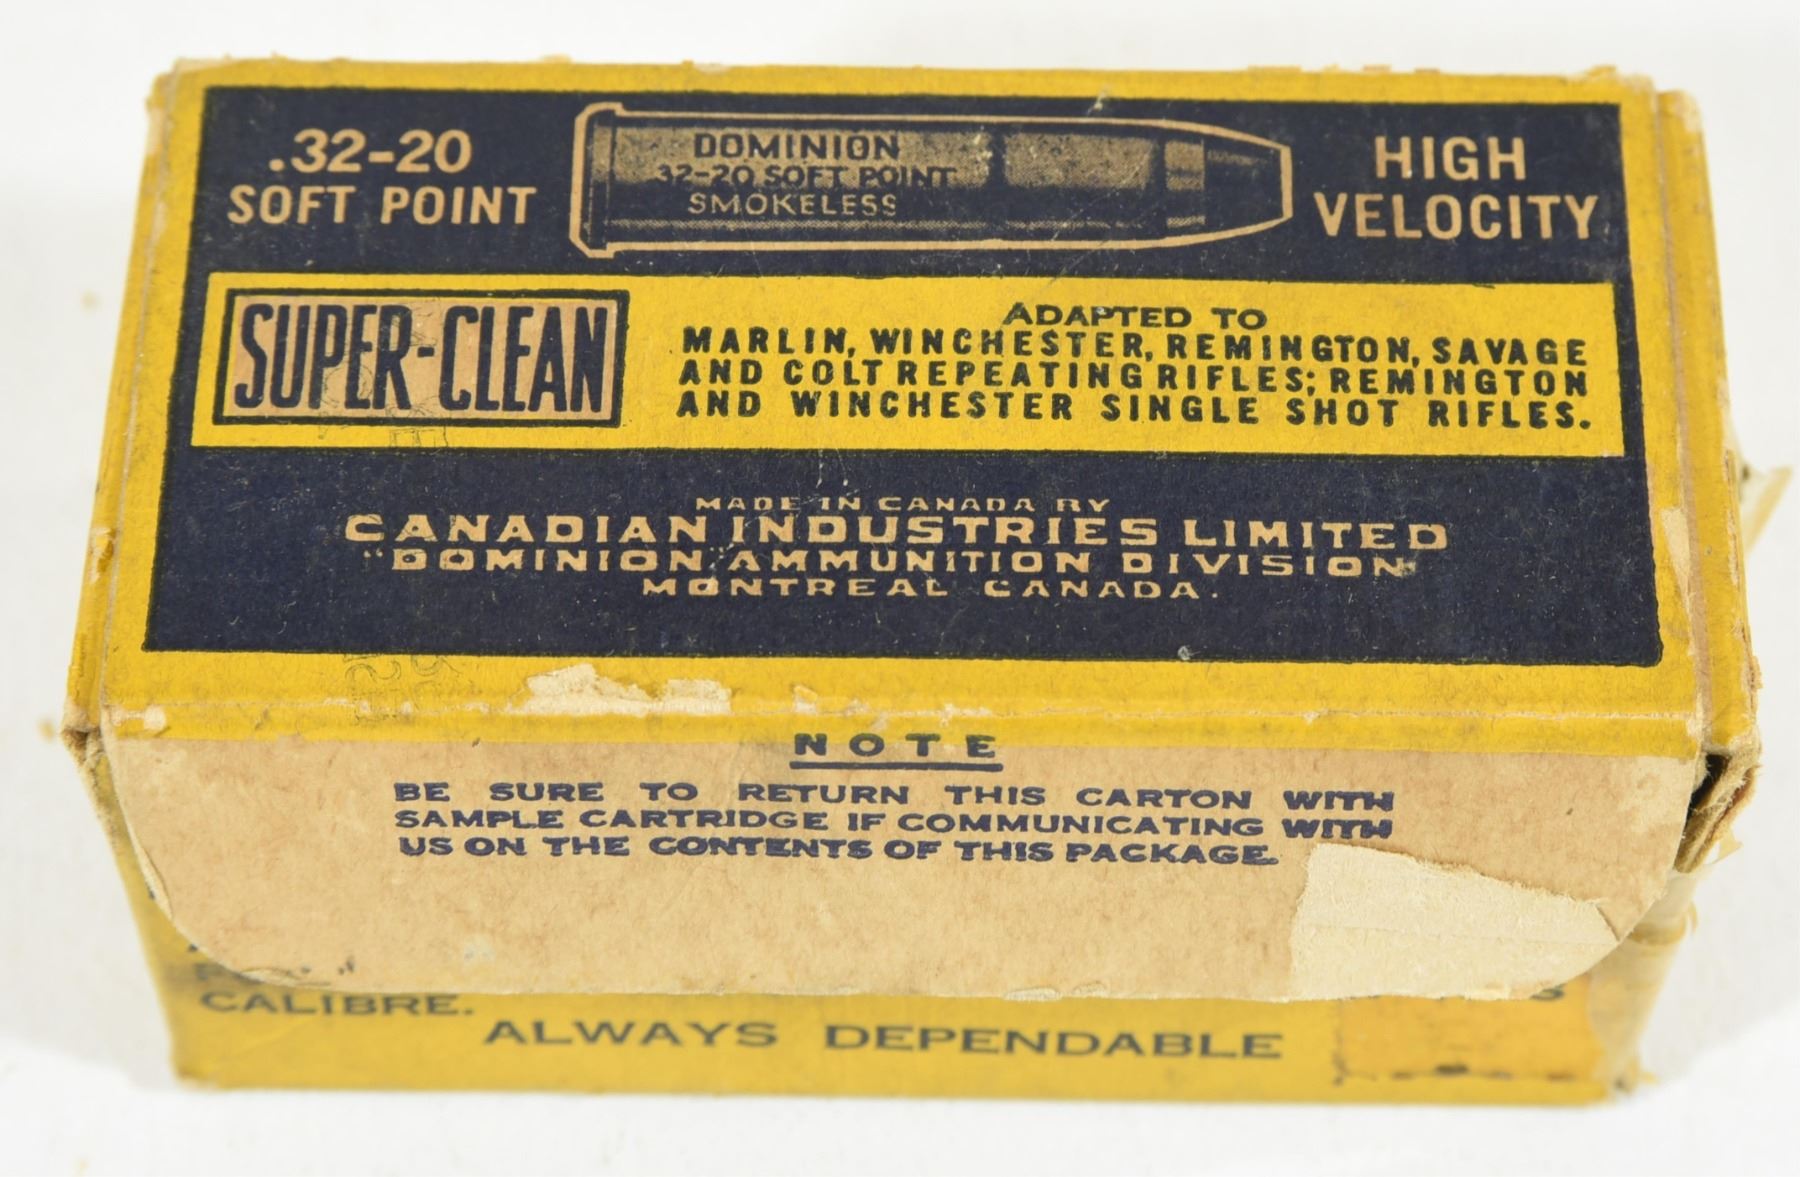 .32-20
SOFT POINT
DOMINION
32-20 SOFT POINT
SMOKELESS
HIGH
VELOCITY
SUPER-CLEAN
ADAPTED TO
MARLIN, WINCHESTER, REMINGTON, SAVAGE
AND COLT REPEATING RIFLES; REMINGTON
AND WINCHESTER SINGLE SHOT RIFLES.
MADE IN CANADA BY
CANADIAN INDUSTRIES LIMITED
"DOMINION" AMMUNITION DIVISION
MONTREAL CANADA.
NOTE
BE SURE TO RETURN THIS CARTON WITH
SAMPLE CARTRIDGE IF COMMUNICATING WITH
US ON THE CONTENTS OF THIS PACKAGE.
CALIBRE.
ALWAYS DEPENDABLE